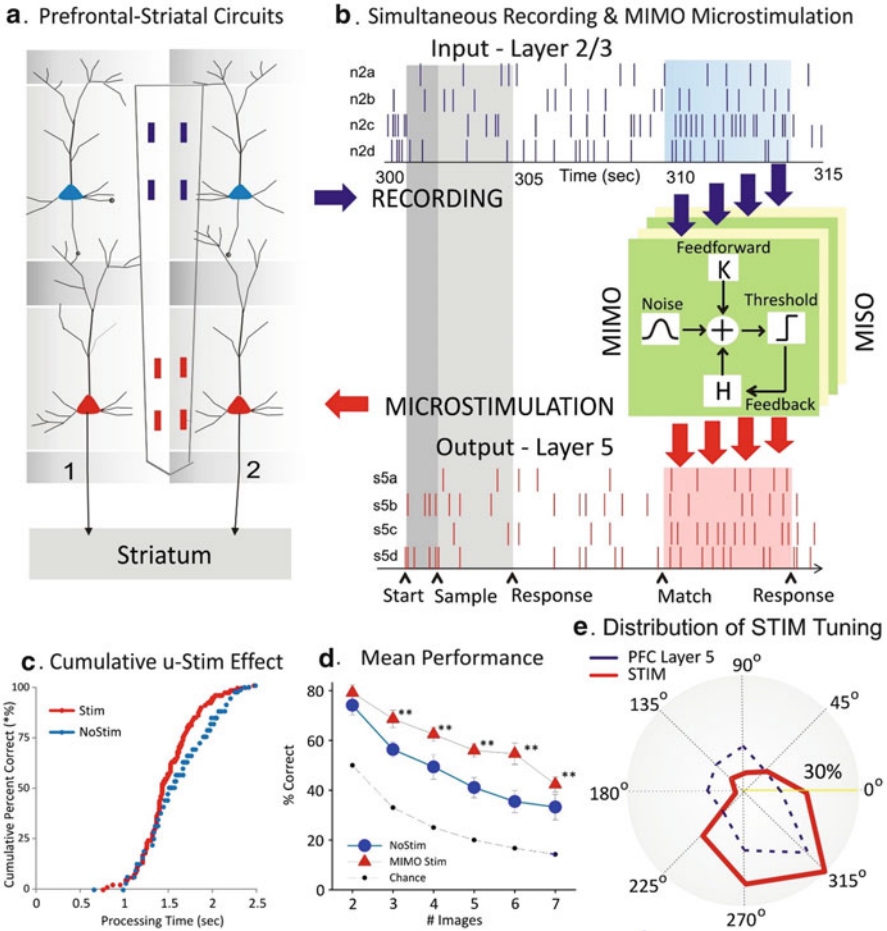 a. Prefrontal-Striatal Circuits
1
2
Striatum
b. Simultaneous Recording & MIMO Microstimulation
Input - Layer 2/3
n2a
n2b
n2c
n2d
300 305 Time (sec) 310 315
RECORDING
Feedforward
K
Noise
Threshold
H
Feedback
MIMO
MISO
MICROSTIMULATION
Output - Layer 5
s5a
s5b
s5c
s5d
Start Sample Response Match Response
c. Cumulative u-Stim Effect
Cumulative Percent Correct (*%)
100
75
50
25
0
Stim
NoStim
0 0.5 1 1.5 2 2.5
Processing Time (sec)
d. Mean Performance
% Correct
80
60
40
20
0
** ** ** ** **
NoStim
MIMO Stim
Chance
2 3 4 5 6 7
# Images
e. Distribution of STIM Tuning
PFC Layer 5
STIM
90°
135°
45°
180°
30%
0°
225°
315°
270°